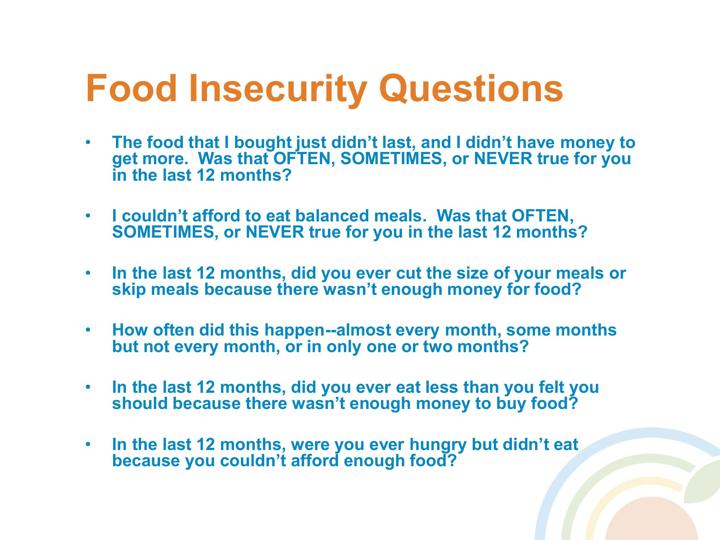 Food Insecurity Questions
• The food that I bought just didn’t last, and I didn’t have money to
get more.  Was that OFTEN, SOMETIMES, or NEVER true for you
in the last 12 months?
• I couldn’t afford to eat balanced meals.  Was that OFTEN,
SOMETIMES, or NEVER true for you in the last 12 months?
• In the last 12 months, did you ever cut the size of your meals or
skip meals because there wasn’t enough money for food?
• How often did this happen--almost every month, some months
but not every month, or in only one or two months?
• In the last 12 months, did you ever eat less than you felt you
should because there wasn’t enough money to buy food?
• In the last 12 months, were you ever hungry but didn’t eat
because you couldn’t afford enough food?